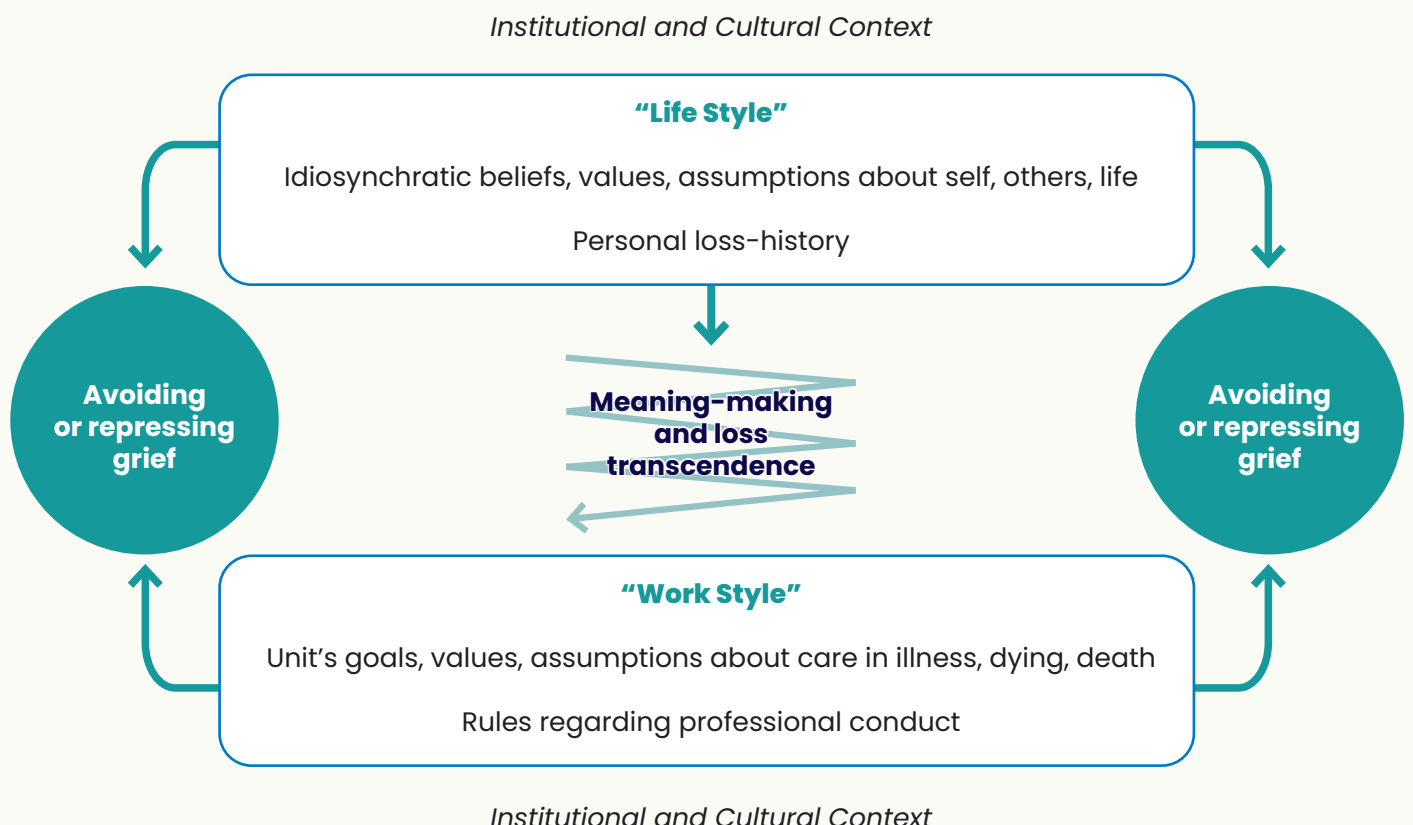 Institutional and Cultural Context
“Life Style”
Idiosynchratic beliefs, values, assumptions about self, others, life
Personal loss-history
Avoiding
or repressing
grief
Meaning-making
and loss
transcendence
Avoiding
or repressing
grief
“Work Style”
Unit’s goals, values, assumptions about care in illness, dying, death
Rules regarding professional conduct
Institutional and Cultural Context